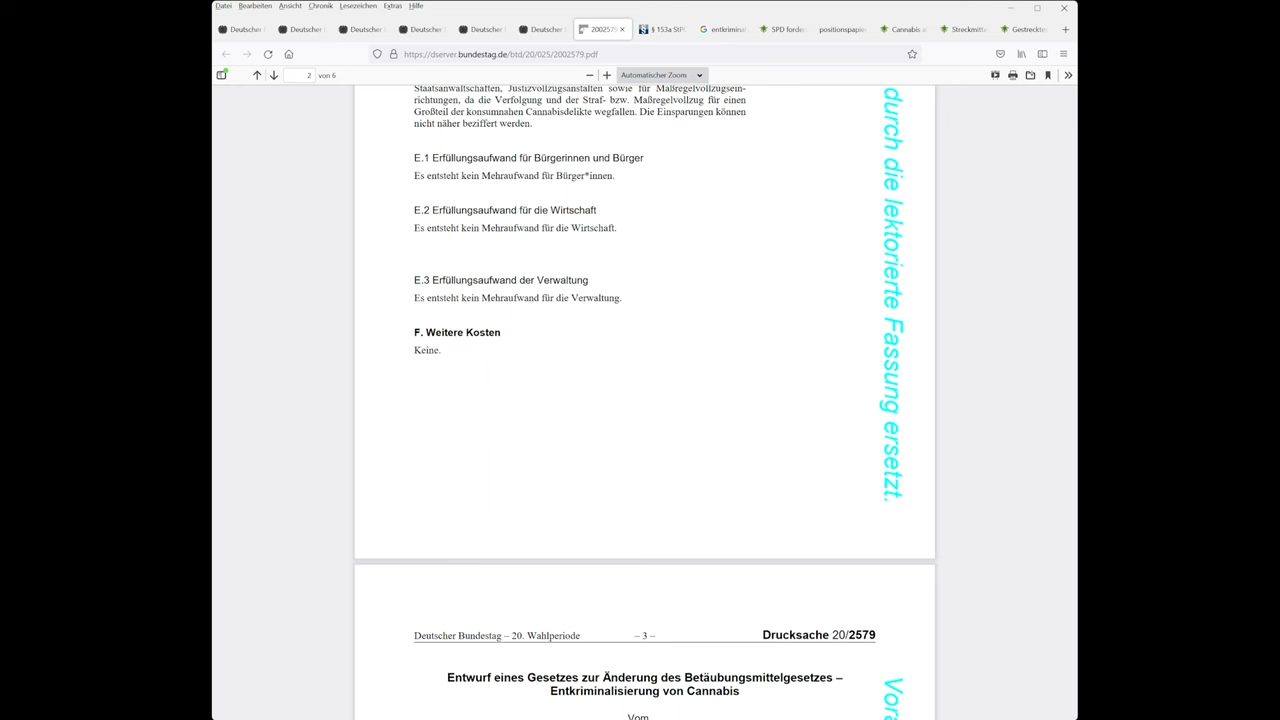 Datei Bearbeiten Ansicht Chronik Lesezeichen Extras Hilfe
Deutscher Deutscher Deutscher Deutscher Deutscher Deutscher 2002579 § 153a StPO entkriminal SPD forder positionspapie Cannabis a Streckmitte Gestreckte
https://dserver.bundestag.de/btd/20/025/2002579.pdf
2 von 6 Automatischer Zoom
Staatsanwaltschaften, Justizvollzugsanstalten sowie für Maßregelvollzugsein-
richtungen, da die Verfolgung und der Straf- bzw. Maßregelvollzug für einen
Großteil der konsumnahen Cannabisdelikte wegfallen. Die Einsparungen können
nicht näher beziffert werden.
E.1 Erfüllungsaufwand für Bürgerinnen und Bürger
Es entsteht kein Mehraufwand für Bürger*innen.
E.2 Erfüllungsaufwand für die Wirtschaft
Es entsteht kein Mehraufwand für die Wirtschaft.
E.3 Erfüllungsaufwand der Verwaltung
Es entsteht kein Mehraufwand für die Verwaltung.
F. Weitere Kosten
Keine.
durch die lektorierte Fassung ersetzt.
Deutscher Bundestag – 20. Wahlperiode – 3 – Drucksache 20/2579
Entwurf eines Gesetzes zur Änderung des Betäubungsmittelgesetzes –
Entkriminalisierung von Cannabis
Vom